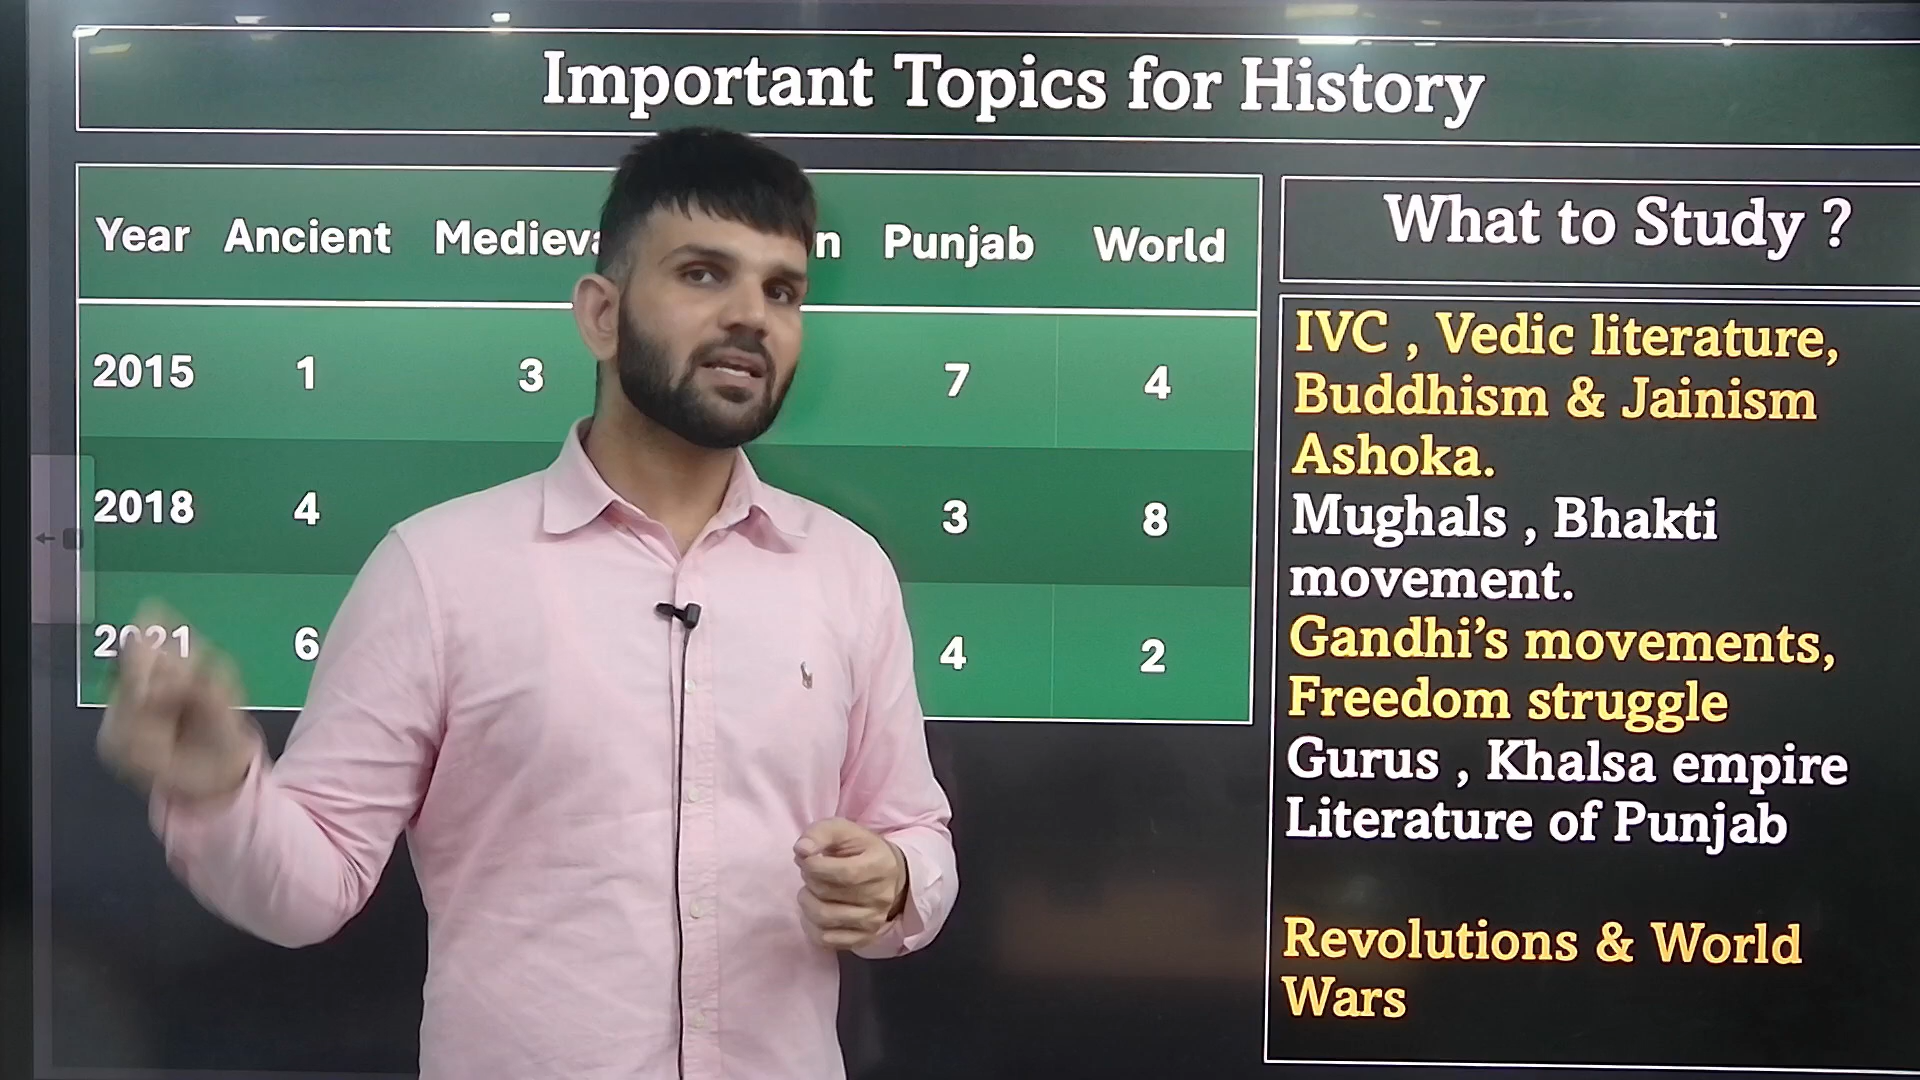 Important Topics for History
Year Ancient Punjab World
2015 1 3 7 4
2018 4 3 8
2021 6 4 2
What to Study ?
IVC , Vedic literature,
Buddhism & Jainism
Ashoka.
Mughals , Bhakti
movement.
Gandhi’s movements,
Freedom struggle
Gurus , Khalsa empire
Literature of Punjab
Revolutions & World
Wars